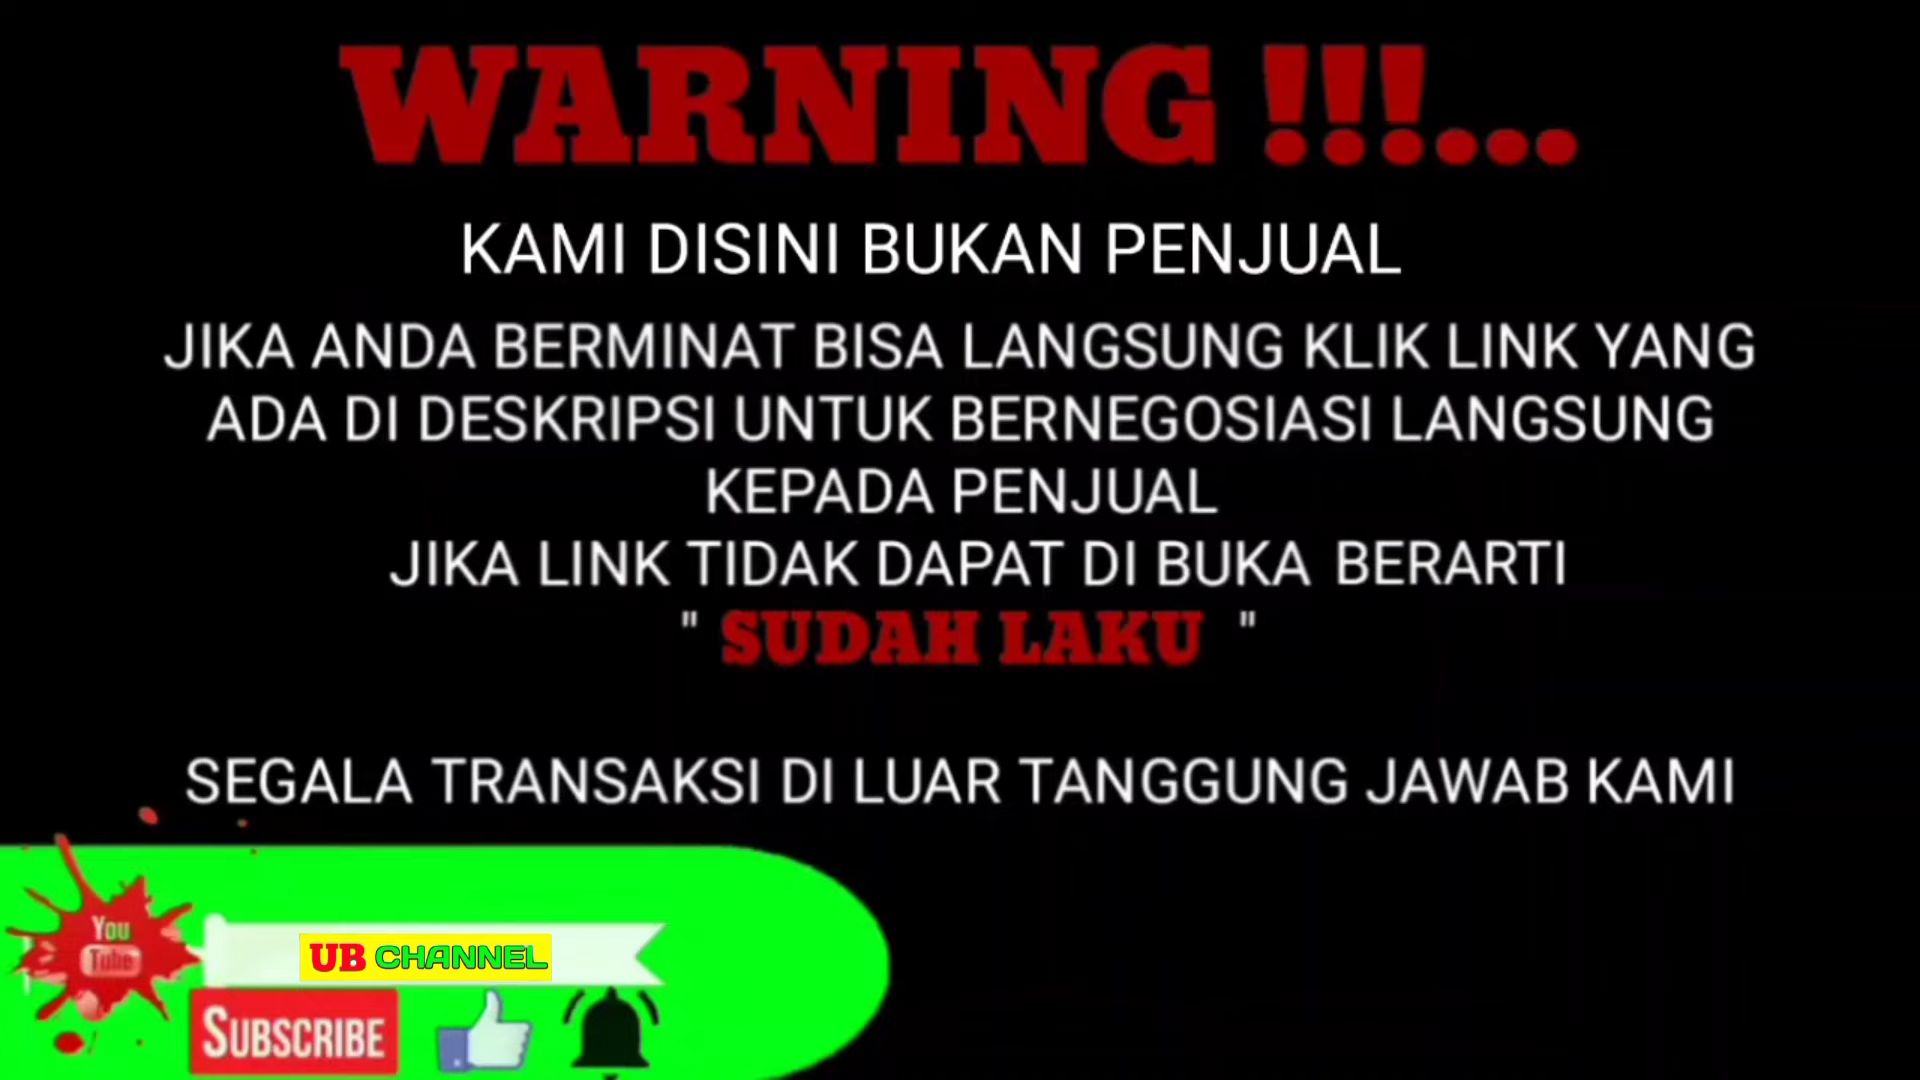 WARNING !!!...
KAMI DISINI BUKAN PENJUAL
JIKA ANDA BERMINAT BISA LANGSUNG KLIK LINK YANG
ADA DI DESKRIPSI UNTUK BERNEGOSIASI LANGSUNG
KEPADA PENJUAL
JIKA LINK TIDAK DAPAT DI BUKA BERARTI
" SUDAH LAKU "
SEGALA TRANSAKSI DI LUAR TANGGUNG JAWAB KAMI
You
Tube
UB CHANNEL
SUBSCRIBE